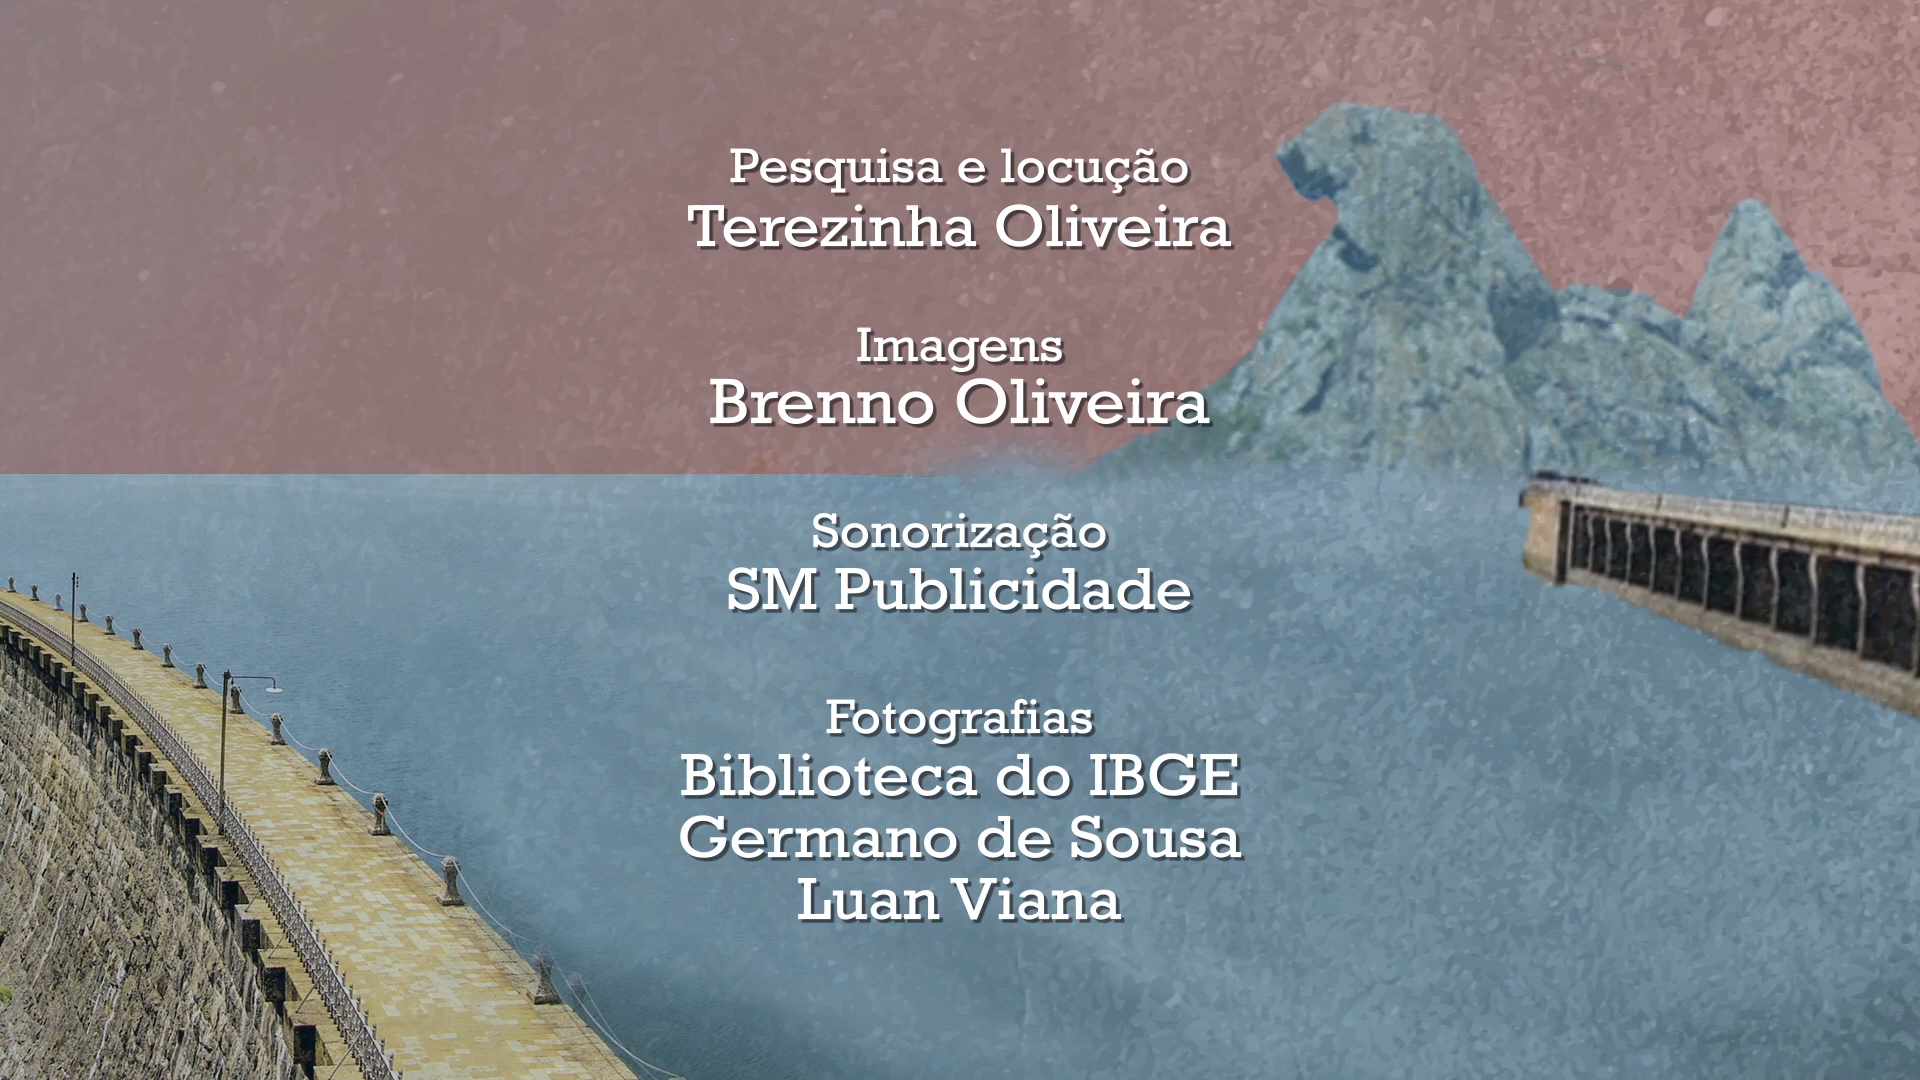 Pesquisa e locução
Terezinha Oliveira
Imagens
Brenno Oliveira
Sonorização
SM Publicidade
Fotografias
Biblioteca do IBGE
Germano de Sousa
Luan Viana